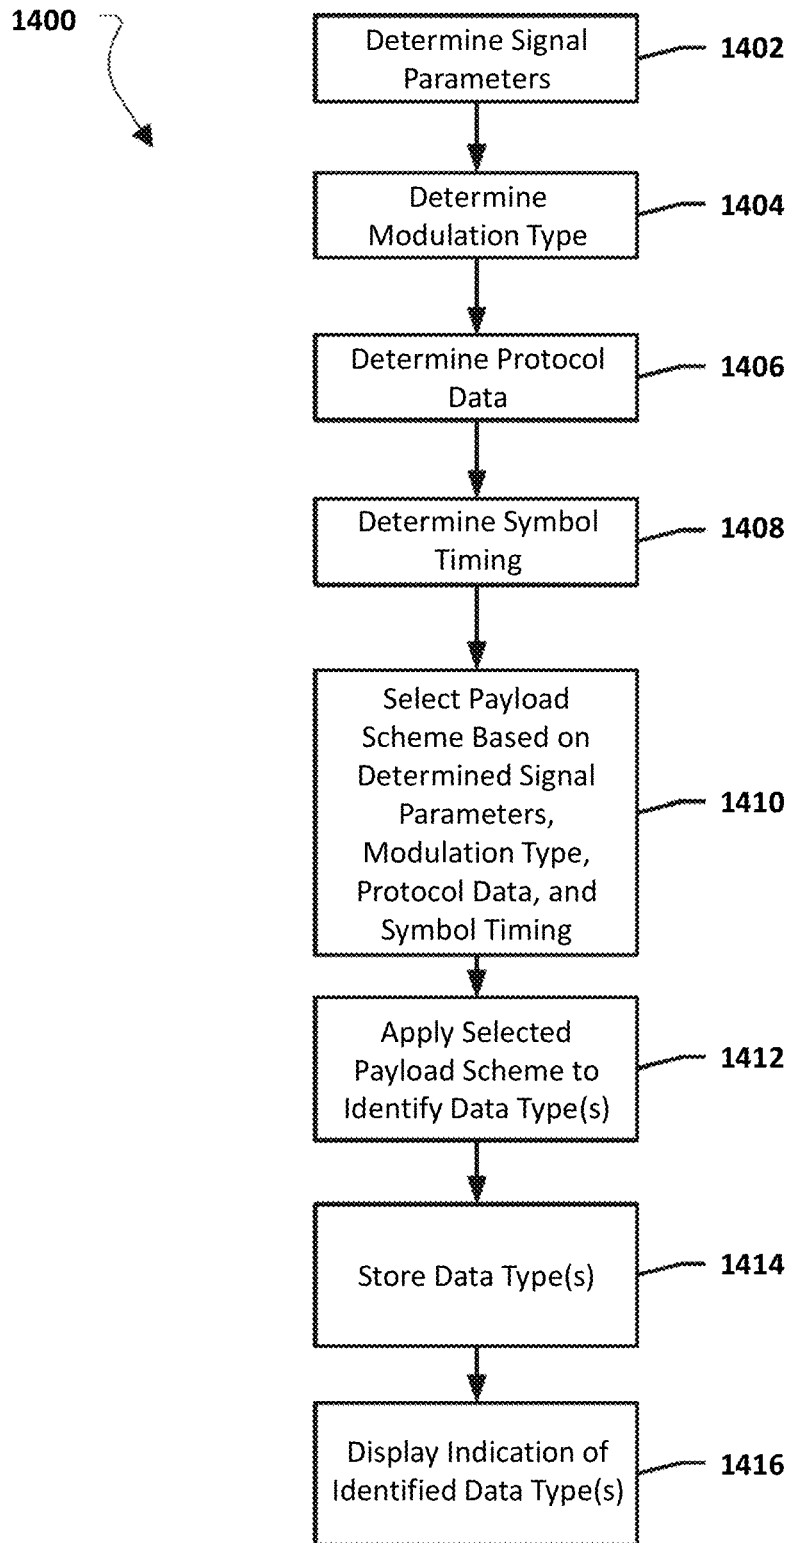 1400
Determine Signal
Parameters
1402
Determine
Modulation Type
1404
Determine Protocol
Data
1406
Determine Symbol
Timing
1408
Select Payload
Scheme Based on
Determined Signal
Parameters,
Modulation Type,
Protocol Data, and
Symbol Timing
1410
Apply Selected
Payload Scheme to
Identify Data Type(s)
1412
Store Data Type(s)
1414
Display Indication of
Identified Data Type(s)
1416